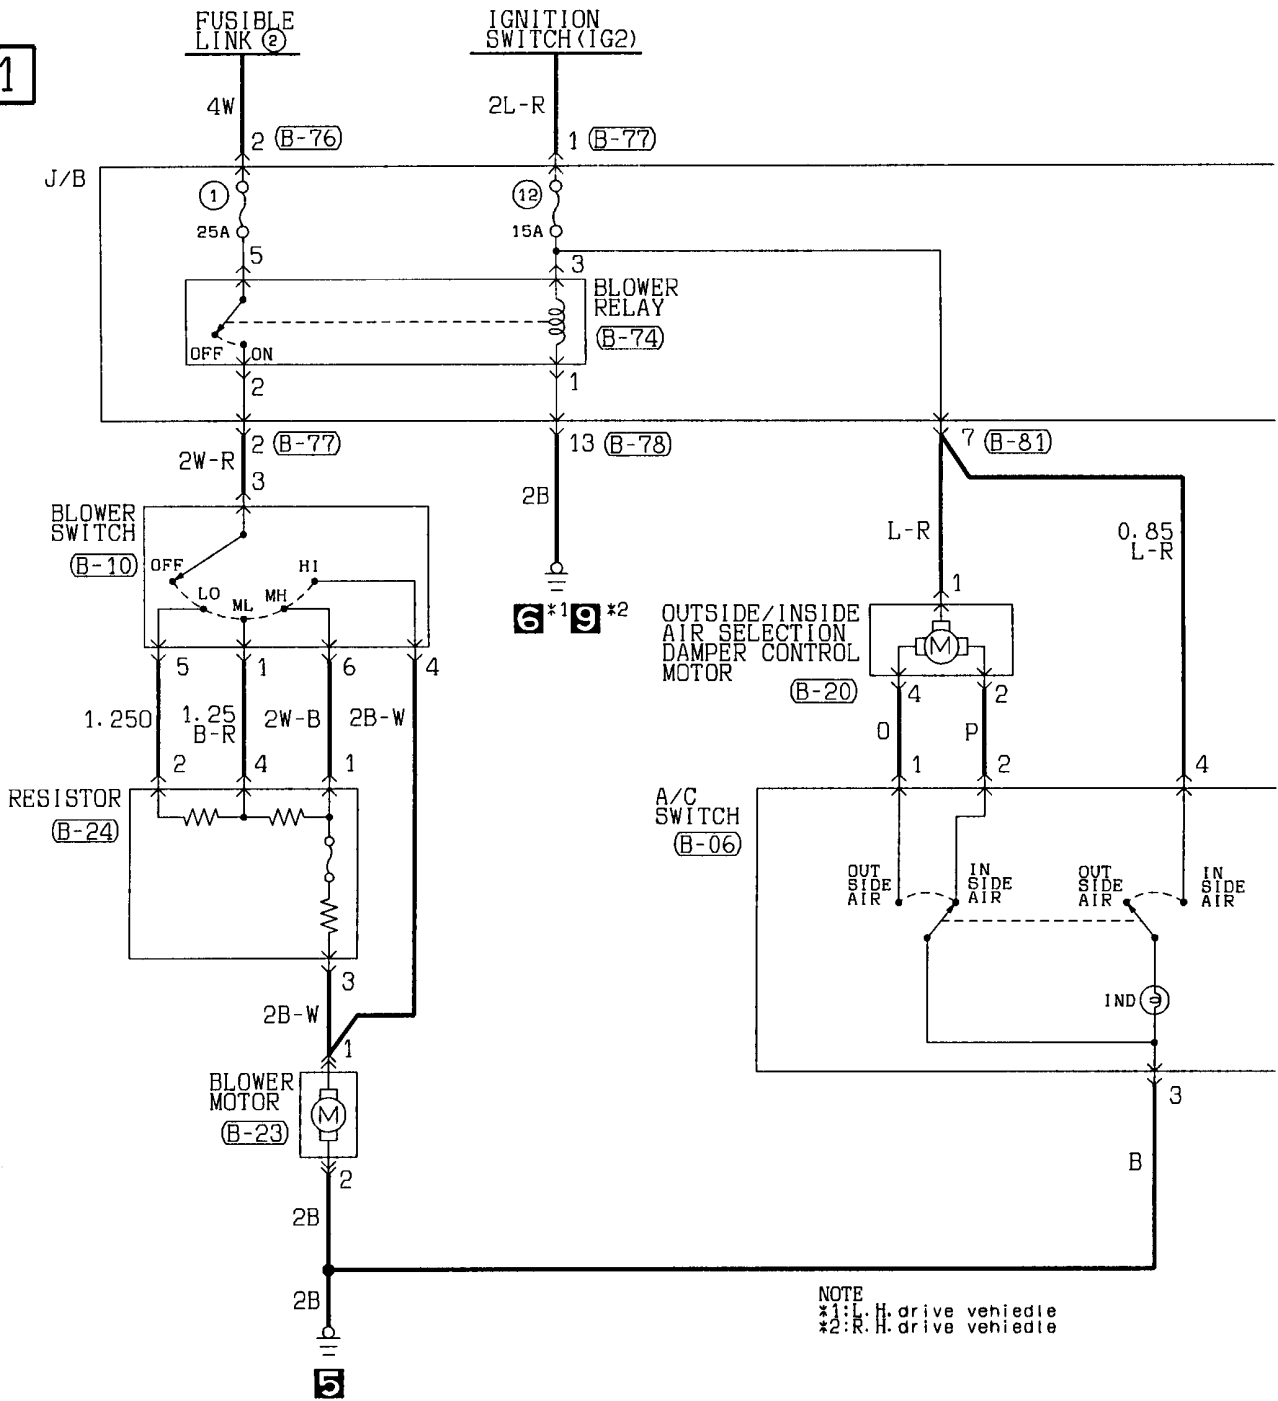 FUSIBLE
LINK ②
IGNITION
SWITCH(IG2)
1
4W
2L-R
2 (B-76)
1 (B-77)
J/B
1
12
25A
15A
5
3
BLOWER
RELAY
(B-74)
OFF ON
2
1
2 (B-77)
13 (B-78)
7 (B-81)
2W-R
3
2B
BLOWER
SWITCH
(B-10)
OFF
LO
ML
MH
HI
L-R
0.85
L-R
1
6 *1 9 *2
OUTSIDE/INSIDE
AIR SELECTION
DAMPER CONTROL
MOTOR
(B-20)
M
5 1 6 4
4 2
1.25O
1.25
B-R
2W-B
2B-W
O
P
2 4 1
1 2 4
RESISTOR
(B-24)
A/C
SWITCH
(B-06)
OUT
SIDE
AIR
IN
SIDE
AIR
OUT
SIDE
AIR
IN
SIDE
AIR
3
IND
2B-W
1
BLOWER
MOTOR
(B-23)
M
3
2
B
2B
2B
5
NOTE
*1:L.H.drive vehiedle
*2:R.H.drive vehiedle